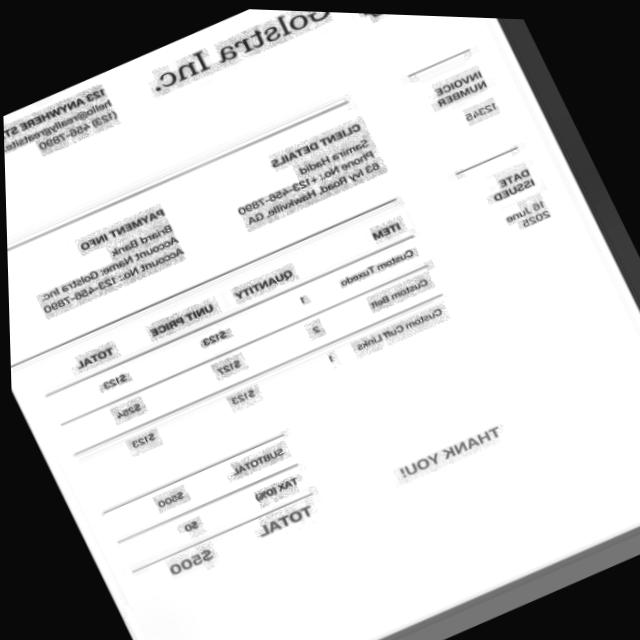 Golstra Inc.
123 ANYWHERE ST
hello@reallygreatsite
(123) 456-7890
INVOICE
NUMBER
12345
DATE
ISSUED
16 June
2025
CLIENT DETAILS
Samira Hadid
Phone No.: +123-456-7890
63 Ivy Road, Hawkville, GA
PAYMENT INFO
Account Name: Golstra Inc
Account No.: 123-456-7890
ITEM QUANTITY UNIT PRICE TOTAL
Custom Tuxedo 1 $123 $123
Custom Belt 2 $127 $254
Custom Cuff Links 1 $123 $123
SUBTOTAL $500
TAX (0%) $0
TOTAL $500
THANK YOU!